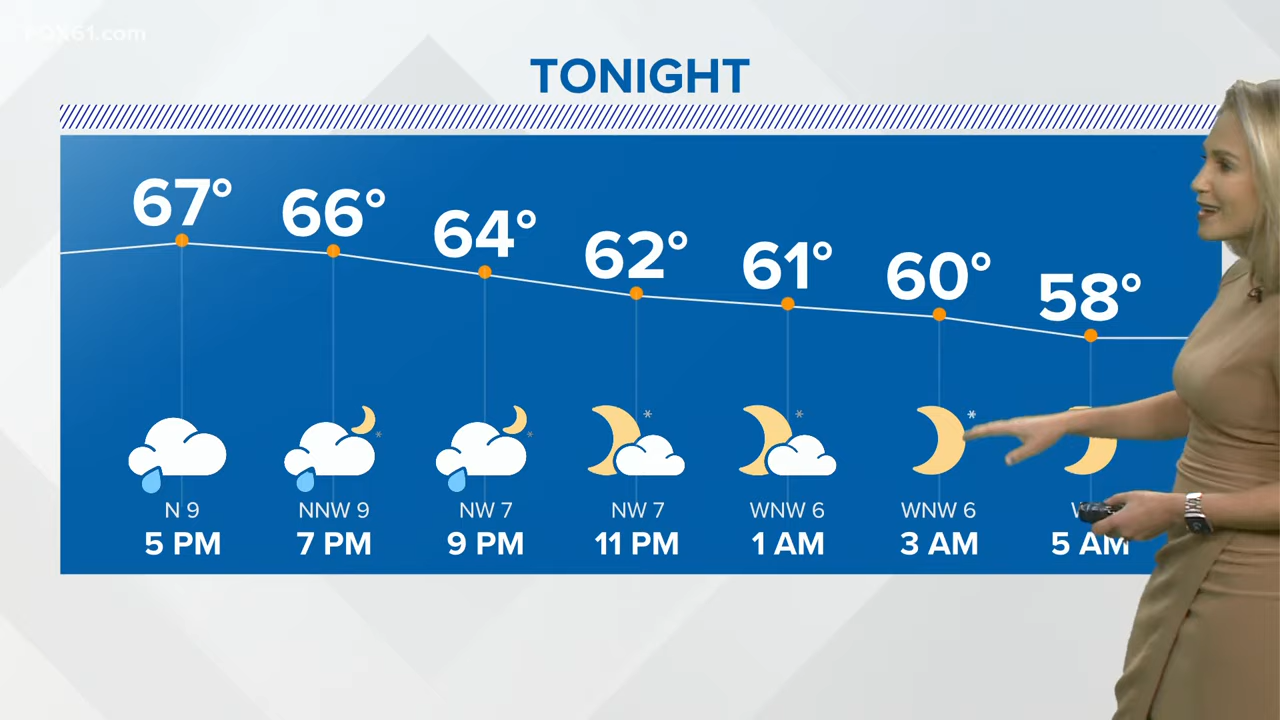 FOX61.com
TONIGHT
67° 66° 64° 62° 61° 60° 58°
N 9 NNW 9 NW 7 NW 7 WNW 6 WNW 6
5 PM 7 PM 9 PM 11 PM 1 AM 3 AM 5 AM